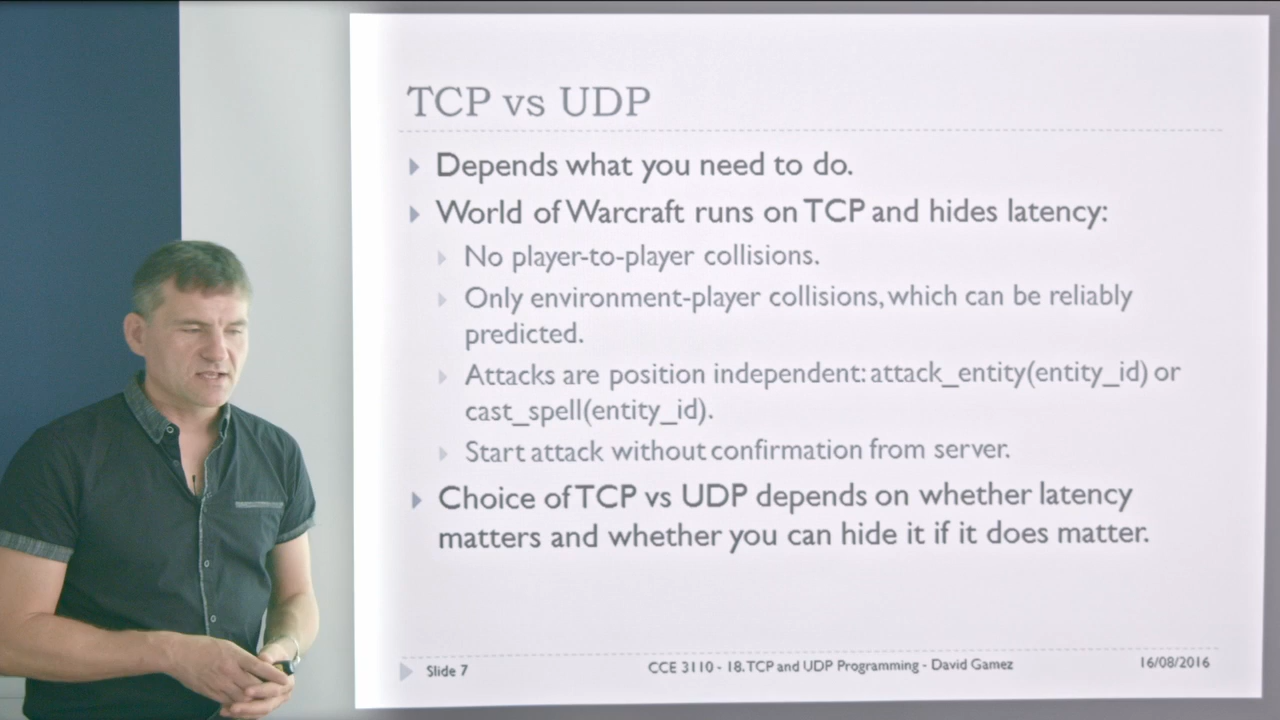 TCP vs UDP
Depends what you need to do.
World of Warcraft runs on TCP and hides latency:
No player-to-player collisions.
Only environment-player collisions, which can be reliably
predicted.
Attacks are position independent: attack_entity(entity_id) or
cast_spell(entity_id).
Start attack without confirmation from server.
Choice of TCP vs UDP depends on whether latency
matters and whether you can hide it if it does matter.
Slide 7
CCE 3110 - 18. TCP and UDP Programming - David Gamez
16/08/2016